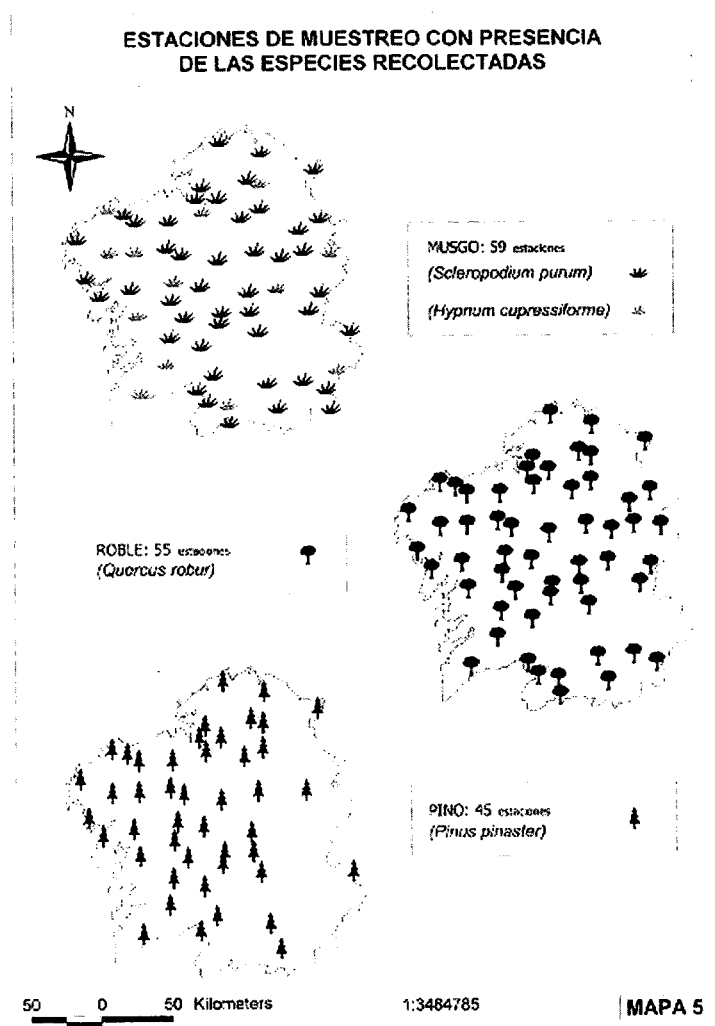 ESTACIONES DE MUESTREO CON PRESENCIA
DE LAS ESPECIES RECOLECTADAS
N
MUSGO: 59 estaciones
(Scleropodium purum)
(Hypnum cupressiforme)
ROBLE: 55 estaciones
(Quercus robur)
PINO: 45 estaciones
(Pinus pinaster)
50 0 50 Kilometers
1:3484785
MAPA 5